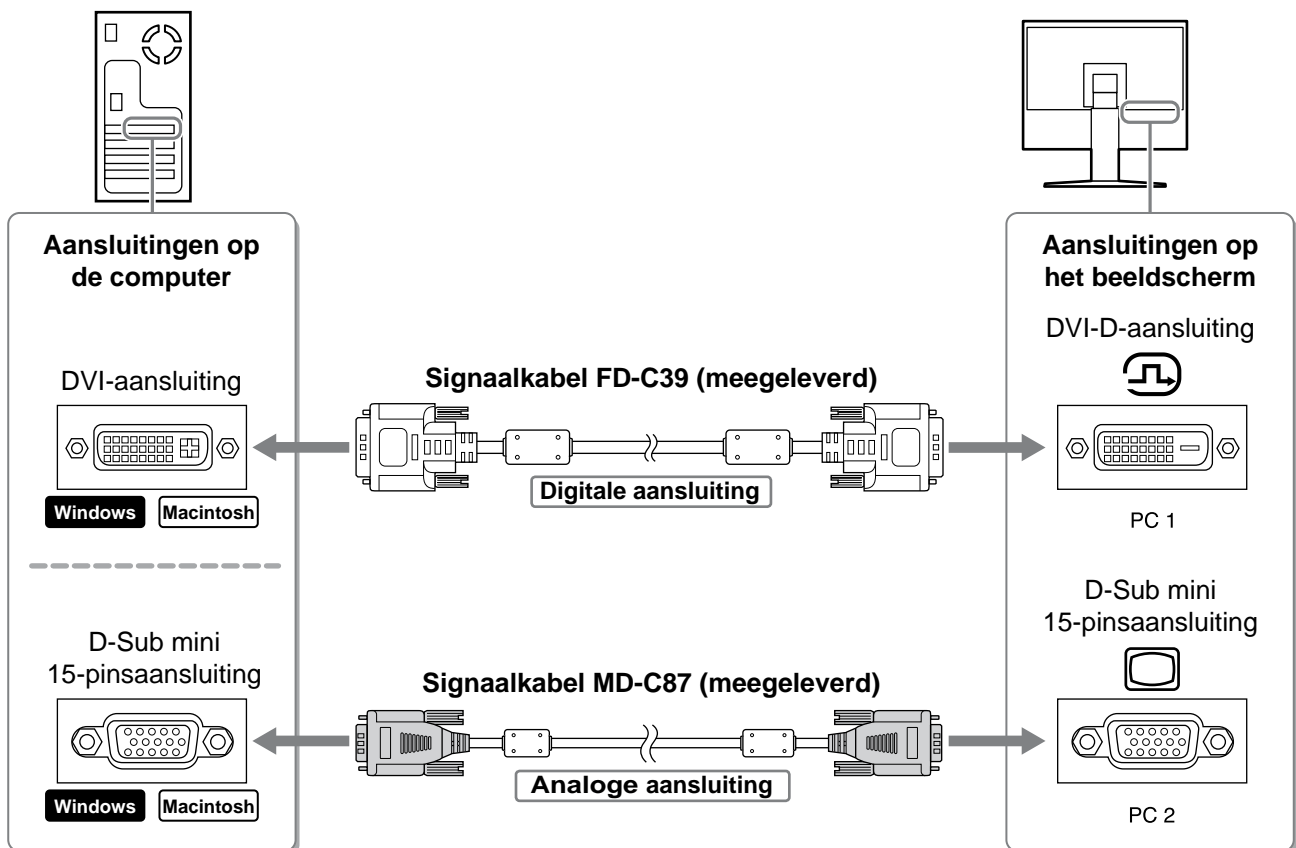 Aansluitingen op
de computer
DVI-aansluiting
Windows Macintosh
D-Sub mini
15-pinsaansluiting
Windows Macintosh
Signaalkabel FD-C39 (meegeleverd)
Digitale aansluiting
Signaalkabel MD-C87 (meegeleverd)
Analoge aansluiting
Aansluitingen op
het beeldscherm
DVI-D-aansluiting
PC 1
D-Sub mini
15-pinsaansluiting
PC 2